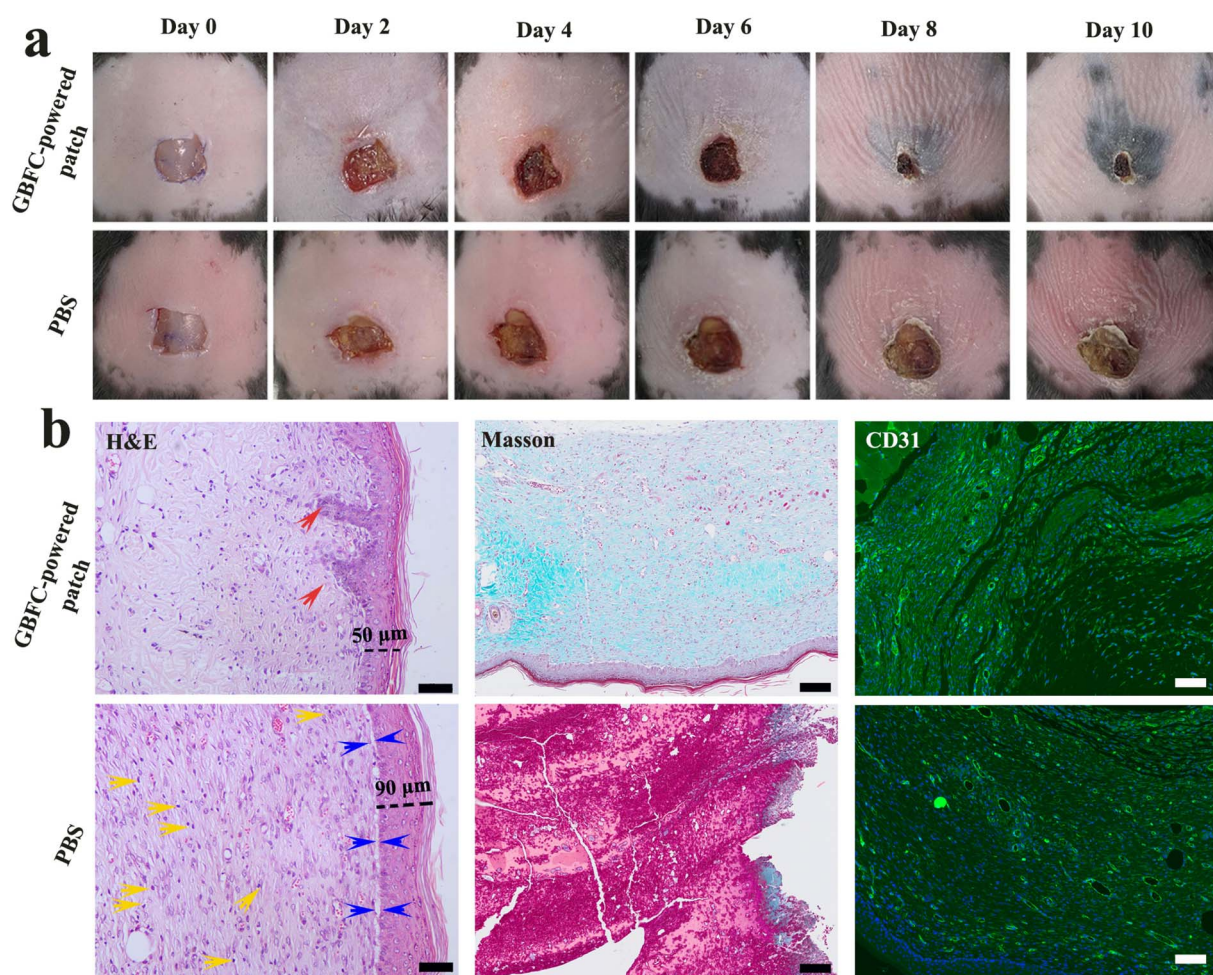 a
Day 0
Day 2
Day 4
Day 6
Day 8
Day 10
GBFC-powered
patch
PBS
b
H&E
Masson
CD31
GBFC-powered
patch
50 μm
PBS
90 μm